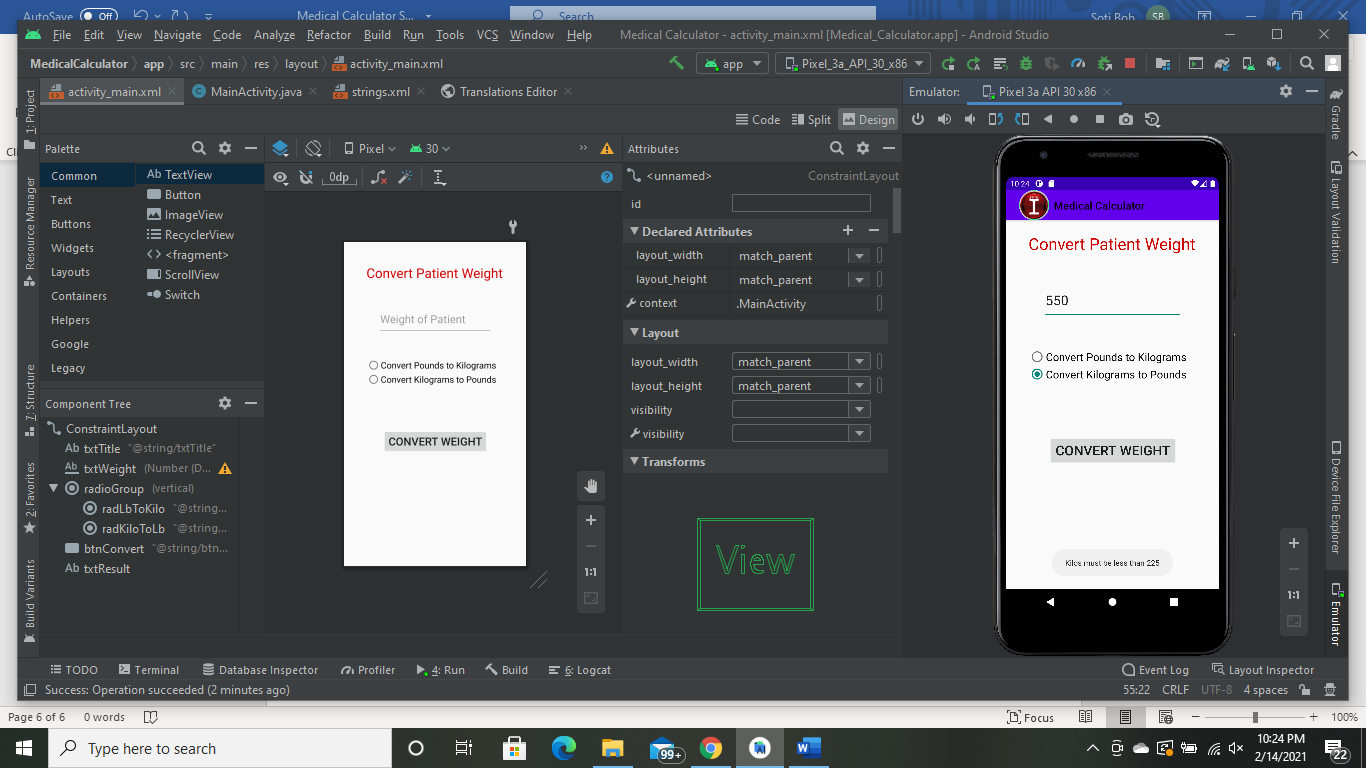 AutoSave Off Medical Calculator S... Search Soti Rob SB
File Edit View Navigate Code Analyze Refactor Build Run Tools VCS Window Help Medical Calculator - activity_main.xml [Medical_Calculator.app] - Android Studio
MedicalCalculator app src main res layout activity_main.xml app Pixel_3a_API_30_x86
activity_main.xml MainActivity.java strings.xml Translations Editor Emulator: Pixel 3a API 30 x86
Code Split Design
Palette Pixel 30 Attributes
Common
Text
Buttons
Widgets
Layouts
Containers
Helpers
Google
Legacy
Ab TextView
Button
ImageView
RecyclerView
<fragment>
ScrollView
Switch
0dp
Convert Patient Weight
Weight of Patient
Convert Pounds to Kilograms
Convert Kilograms to Pounds
CONVERT WEIGHT
1:1
<unnamed> ConstraintLayout
id
Declared Attributes
layout_width match_parent
layout_height match_parent
context .MainActivity
Layout
layout_width match_parent
layout_height match_parent
visibility
visibility
Transforms
View
Component Tree
ConstraintLayout
Ab txtTitle "@string/txtTitle"
Ab txtWeight (Number (D...
radioGroup (vertical)
radLbToKilo "@string...
radKiloToLb "@string...
btnConvert "@string/btn...
Ab txtResult
10:24
Medical Calculator
Convert Patient Weight
550
Convert Pounds to Kilograms
Convert Kilograms to Pounds
CONVERT WEIGHT
Kilos must be less than 225
1:1
1: Project
Resource Manager
7: Structure
2: Favorites
Build Variants
Gradle
Layout Validation
Device File Explorer
Emulator
TODO Terminal Database Inspector Profiler 4: Run Build 6: Logcat Event Log Layout Inspector
Success: Operation succeeded (2 minutes ago) 55:22 CRLF UTF-8 4 spaces
Page 6 of 6 0 words Focus 100%
Type here to search 99+ 10:24 PM
2/14/2021 22